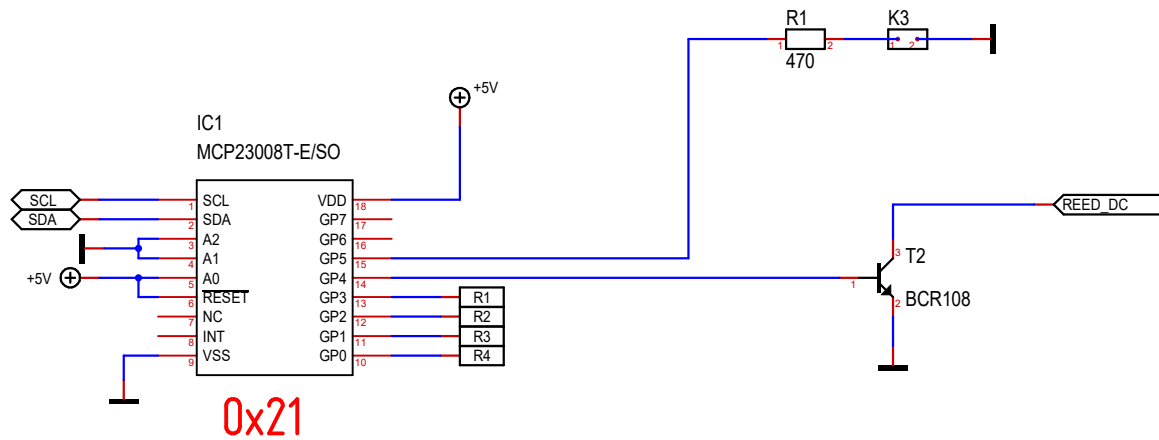 R1
K3
1
2
1
2
470
+5V
IC1
MCP23008T-E/SO
SCL
1
SCL
VDD
18
SDA
2
SDA
GP7
17
3
A2
GP6
16
4
A1
GP5
15
+5V
5
A0
GP4
14
6
RESET
GP3
13
R1
7
NC
GP2
12
R2
8
INT
GP1
11
R3
9
VSS
GP0
10
R4
REED_DC
3
T2
1
2
BCR108
0x21